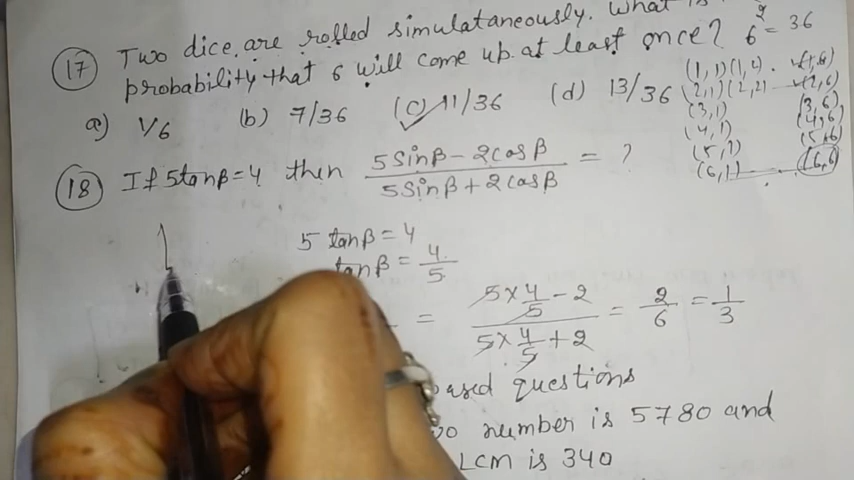 (17) Two dice are rolled simulataneously. What is
probability that 6 will come up at least once? 6² = 36
a) 1/6 (b) 7/36 (c) 11/36 (d) 13/36
(1,1)(1,2) (1,6)
(2,1)(2,2) (2,6)
(3,1) (3,6)
(4,1) (4,6)
(5,1) (5,6)
(6,1) (6,6)
(18) If 5tanβ=4 then (5Sinβ-2Cosβ)/(5Sinβ+2Cosβ) = ?
5 tanβ = 4
tanβ = 4/5
= (5×4/5-2)/(5×4/5+2) = 2/6 = 1/3
based questions
number is 5780 and
LCM is 340